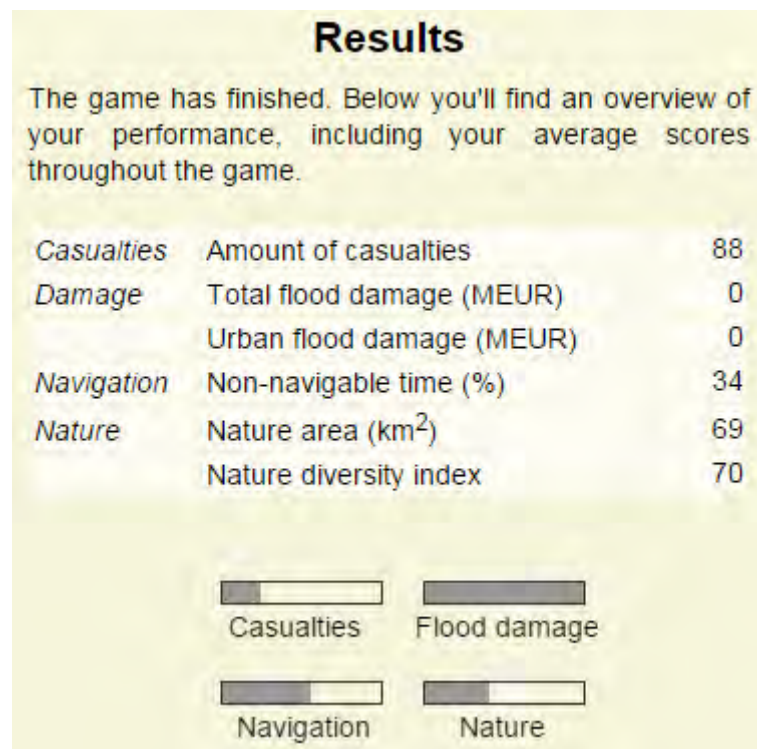 Results
The game has finished. Below you'll find an overview of
your performance, including your average scores
throughout the game.
Casualties Amount of casualties 88
Damage Total flood damage (MEUR) 0
Urban flood damage (MEUR) 0
Navigation Non-navigable time (%) 34
Nature Nature area (km²) 69
Nature diversity index 70
Casualties Flood damage
Navigation Nature